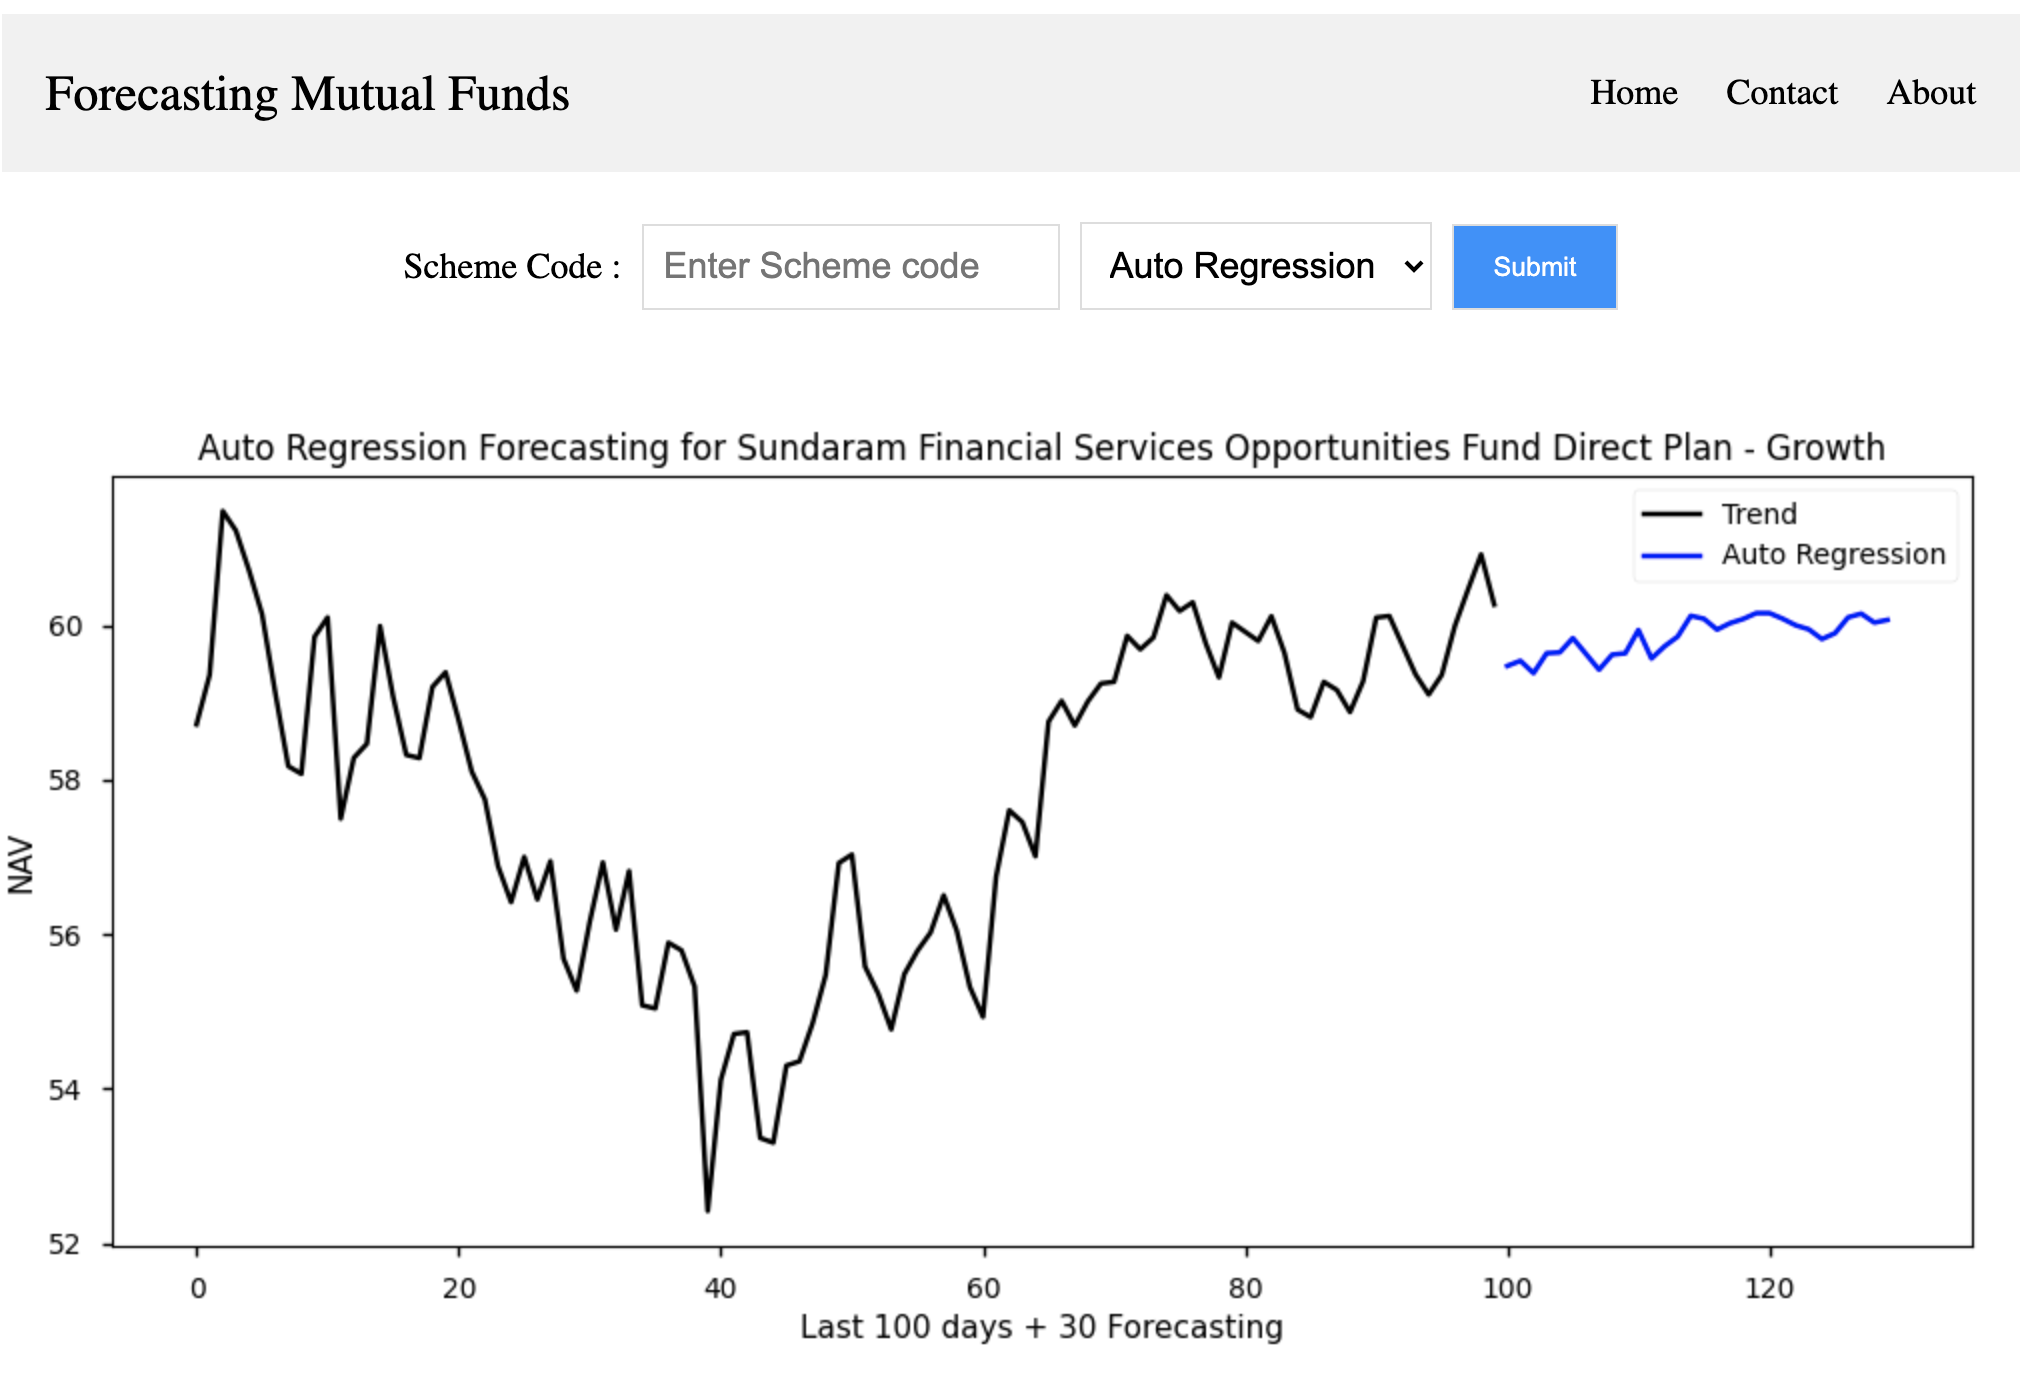 Forecasting Mutual Funds
Home Contact About
Scheme Code : Enter Scheme code Auto Regression Submit
Auto Regression Forecasting for Sundaram Financial Services Opportunities Fund Direct Plan - Growth
Trend
Auto Regression
NAV
60
58
56
54
52
0 20 40 60 80 100 120
Last 100 days + 30 Forecasting